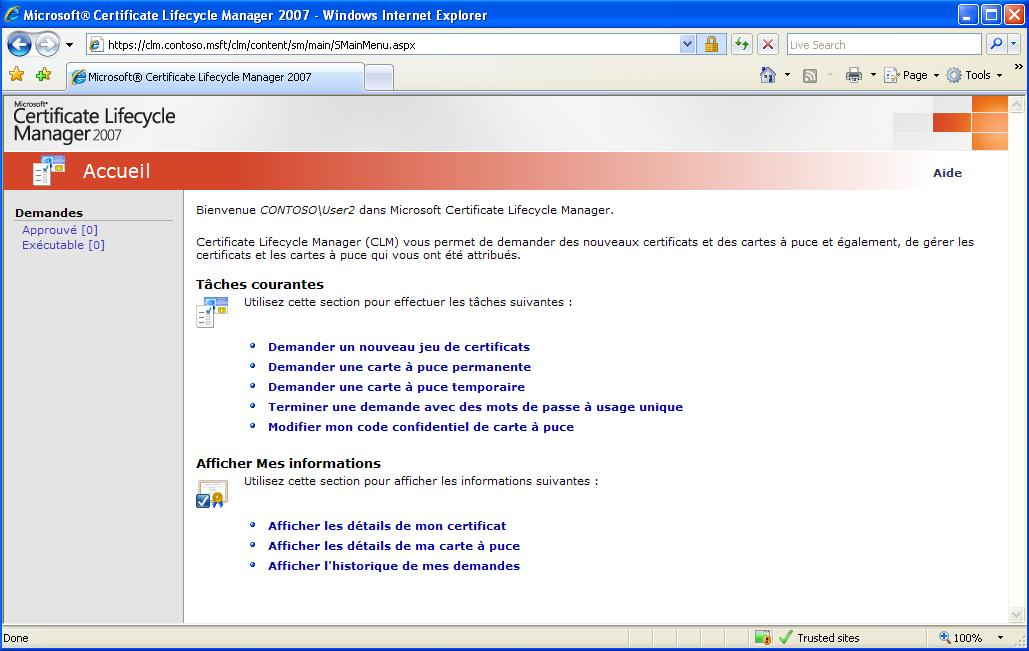 Microsoft® Certificate Lifecycle Manager 2007 - Windows Internet Explorer
https://clm.contoso.msft/clm/content/sm/main/SMainMenu.aspx
Live Search
Microsoft® Certificate Lifecycle Manager 2007
Page
Tools
Microsoft®
Certificate Lifecycle
Manager 2007
Accueil
Aide
Demandes
Approuvé [0]
Exécutable [0]
Bienvenue CONTOSO\User2 dans Microsoft Certificate Lifecycle Manager.
Certificate Lifecycle Manager (CLM) vous permet de demander des nouveaux certificats et des cartes à puce et également, de gérer les
certificats et les cartes à puce qui vous ont été attribués.
Tâches courantes
Utilisez cette section pour effectuer les tâches suivantes :
Demander un nouveau jeu de certificats
Demander une carte à puce permanente
Demander une carte à puce temporaire
Terminer une demande avec des mots de passe à usage unique
Modifier mon code confidentiel de carte à puce
Afficher Mes informations
Utilisez cette section pour afficher les informations suivantes :
Afficher les détails de mon certificat
Afficher les détails de ma carte à puce
Afficher l'historique de mes demandes
Done
Trusted sites
100%